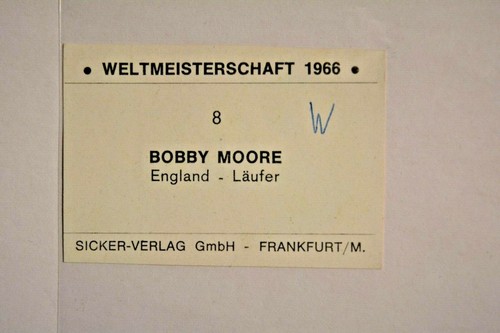 • WELTMEISTERSCHAFT 1966 •
8 W
BOBBY MOORE
England - Läufer
SICKER-VERLAG GmbH - FRANKFURT/M.